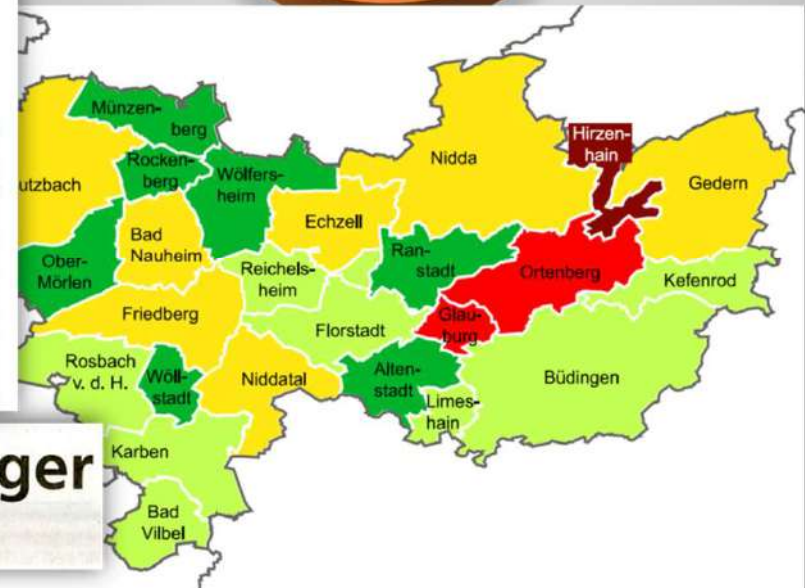 Münzen-
berg
Rocken-
berg
Wölfers-
heim
utzbach
Nidda
Hirzen-
hain
Gedern
Echzell
Bad
Nauheim
Ober-
Mörlen
Reichels-
heim
Ran-
stadt
Ortenberg
Kefenrod
Friedberg
Florstadt
Glau-
burg
Rosbach
v. d. H.
Wöll-
stadt
Niddatal
Alten-
stadt
Büdingen
Limes-
hain
Karben
ger
Bad
Vilbel